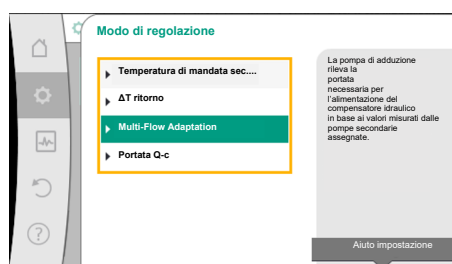 Modo di regolazione
Temperatura di mandata sec....
ΔT ritorno
Multi-Flow Adaptation
Portata Q-c
La pompa di adduzione
rileva la
portata
necessaria per
l'alimentazione del
compensatore idraulico
in base ai valori misurati dalle
pompe secondarie
assegnate.
Aiuto impostazione
?